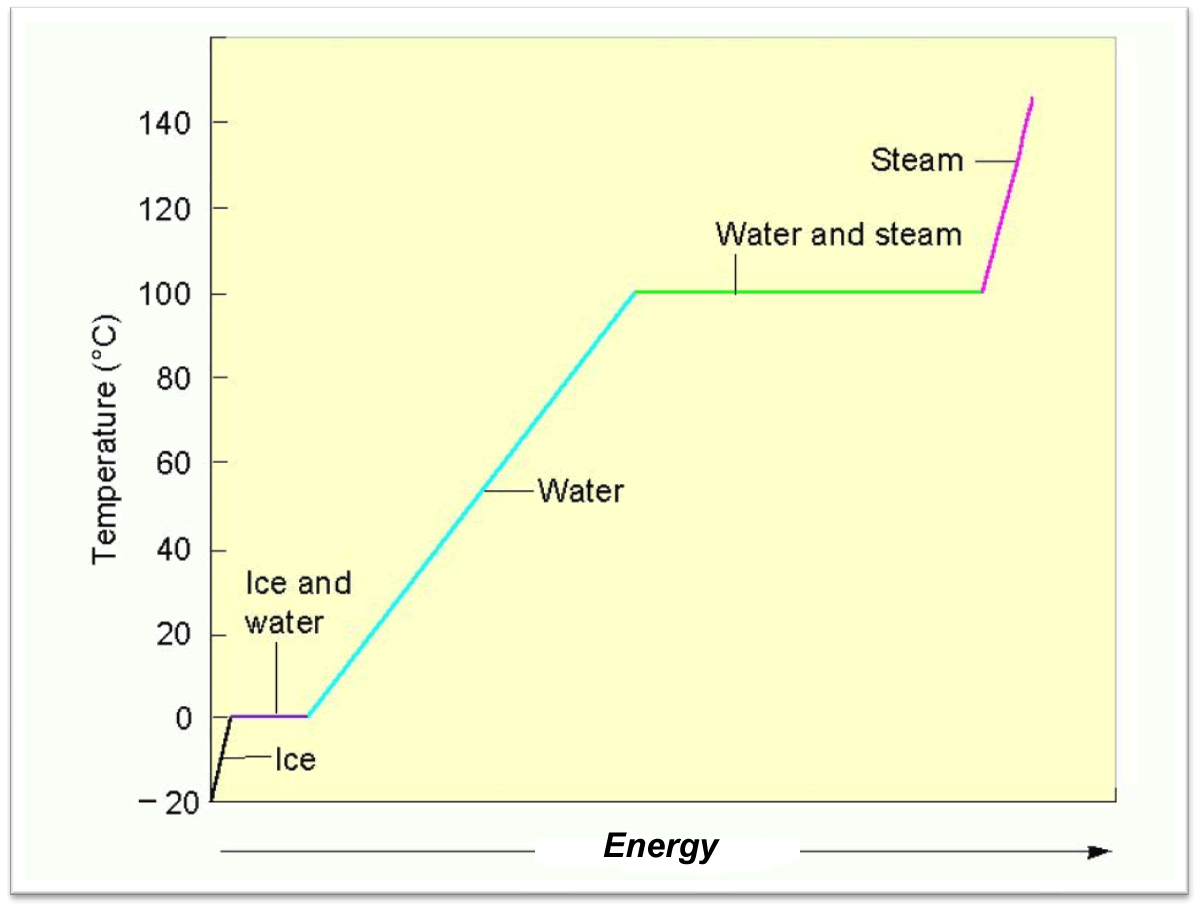 140
120
100
80
60
40
20
0
−20
Temperature (°C)
Steam
Water and steam
Water
Ice and
water
Ice
Energy